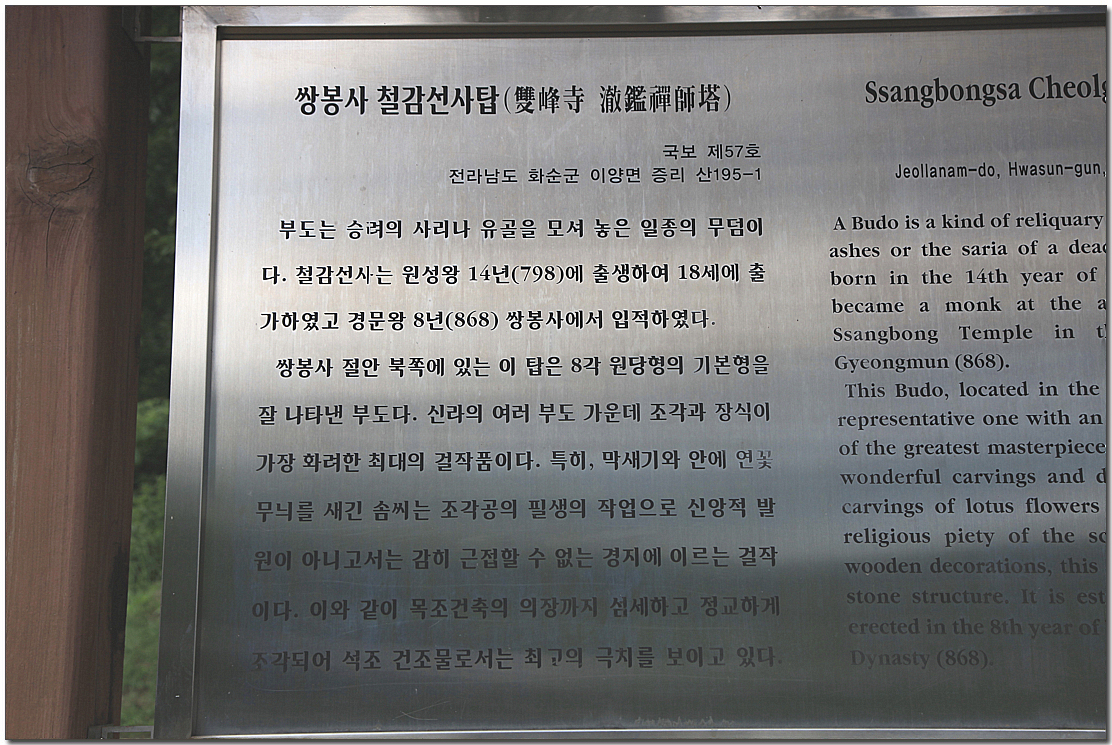 쌍봉사 철감선사탑(雙峰寺 澈鑑禪師塔)
국보 제57호
전라남도 화순군 이양면 증리 산195-1
부도는 승려의 사리나 유골을 모셔 놓은 일종의 무덤이
다. 철감선사는 원성왕 14년(798)에 출생하여 18세에 출
가하였고 경문왕 8년(868) 쌍봉사에서 입적하였다.
쌍봉사 절안 북쪽에 있는 이 탑은 8각 원당형의 기본형을
잘 나타낸 부도다. 신라의 여러 부도 가운데 조각과 장식이
가장 화려한 최대의 걸작품이다. 특히, 막새기와 안에 연꽃
무늬를 새긴 솜씨는 조각공의 필생의 작업으로 신앙적 발
원이 아니고서는 감히 근접할 수 없는 경지에 이르는 걸작
이다. 이와 같이 목조건축의 의장까지 섬세하고 정교하게
조각되어 석조 건조물로서는 최고의 극치를 보이고 있다.
Ssangbongsa Cheolg
Jeollanam-do, Hwasun-gun,
A Budo is a kind of reliquary
ashes or the saria of a dead
born in the 14th year of
became a monk at the a
Ssangbong Temple in th
Gyeongmun (868).
This Budo, located in the
representative one with an
of the greatest masterpiece
wonderful carvings and d
carvings of lotus flowers
religious piety of the sc
wooden decorations, this
stone structure. It is est
erected in the 8th year of
Dynasty (868).